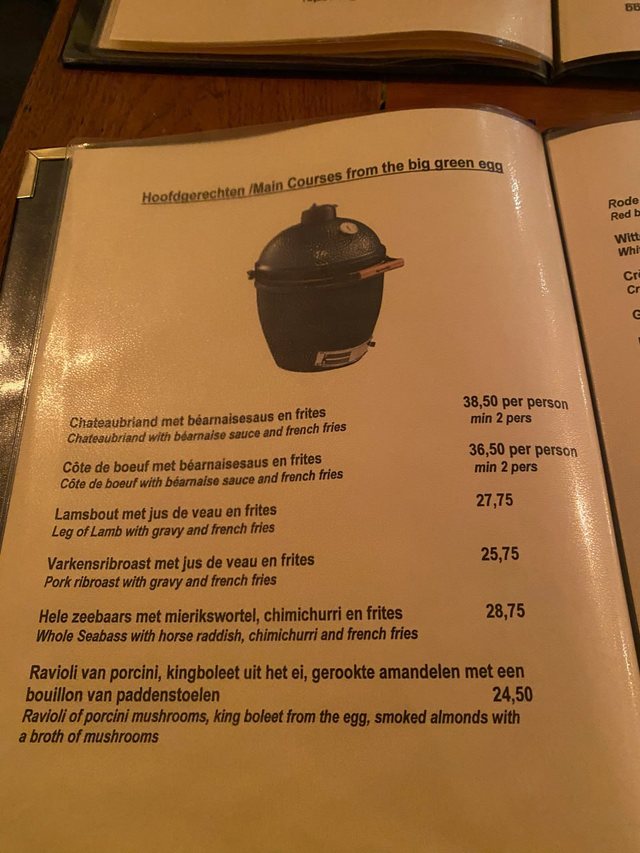 Hoofdgerechten /Main Courses from the big green egg
Chateaubriand met béarnaisesaus en frites
38,50 per person
Chateaubriand with béarnaise sauce and french fries
min 2 pers
Côte de boeuf met béarnaisesaus en frites
36,50 per person
Côte de boeuf with béarnaise sauce and french fries
min 2 pers
Lamsbout met jus de veau en frites
27,75
Leg of Lamb with gravy and french fries
Varkensribroast met jus de veau en frites
25,75
Pork ribroast with gravy and french fries
Hele zeebaars met mierikswortel, chimichurri en frites
28,75
Whole Seabass with horse raddish, chimichurri and french fries
Ravioli van porcini, kingboleet uit het ei, gerookte amandelen met een
bouillon van paddenstoelen
24,50
Ravioli of porcini mushrooms, king boleet from the egg, smoked almonds with
a broth of mushrooms
Rode
Red b